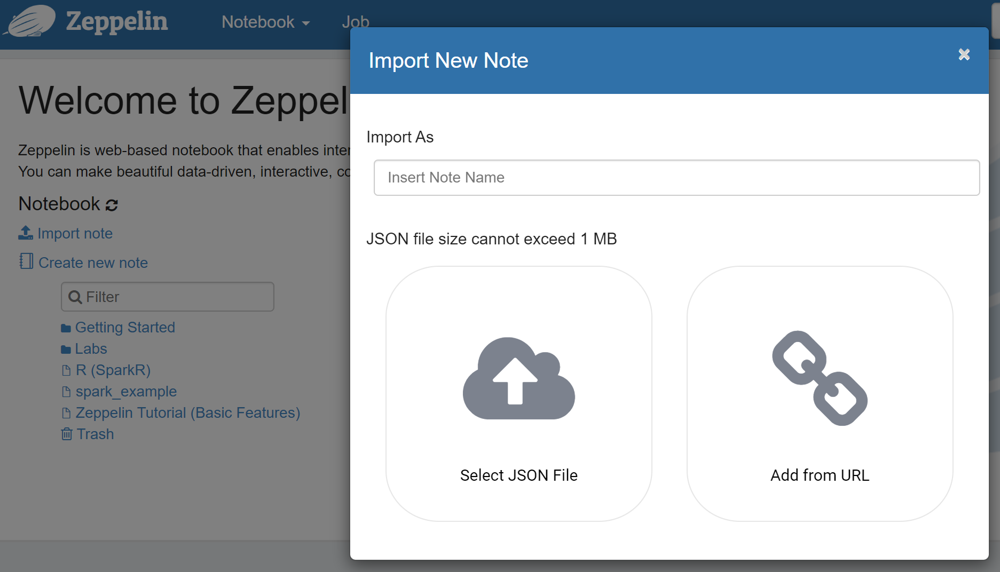 Zeppelin
Notebook
Job
Import New Note
Welcome to Zeppel
Zeppelin is web-based notebook that enables inter
You can make beautiful data-driven, interactive, co
Notebook
Import note
Create new note
Filter
Getting Started
Labs
R (SparkR)
spark_example
Zeppelin Tutorial (Basic Features)
Trash
Import As
Insert Note Name
JSON file size cannot exceed 1 MB
Select JSON File
Add from URL